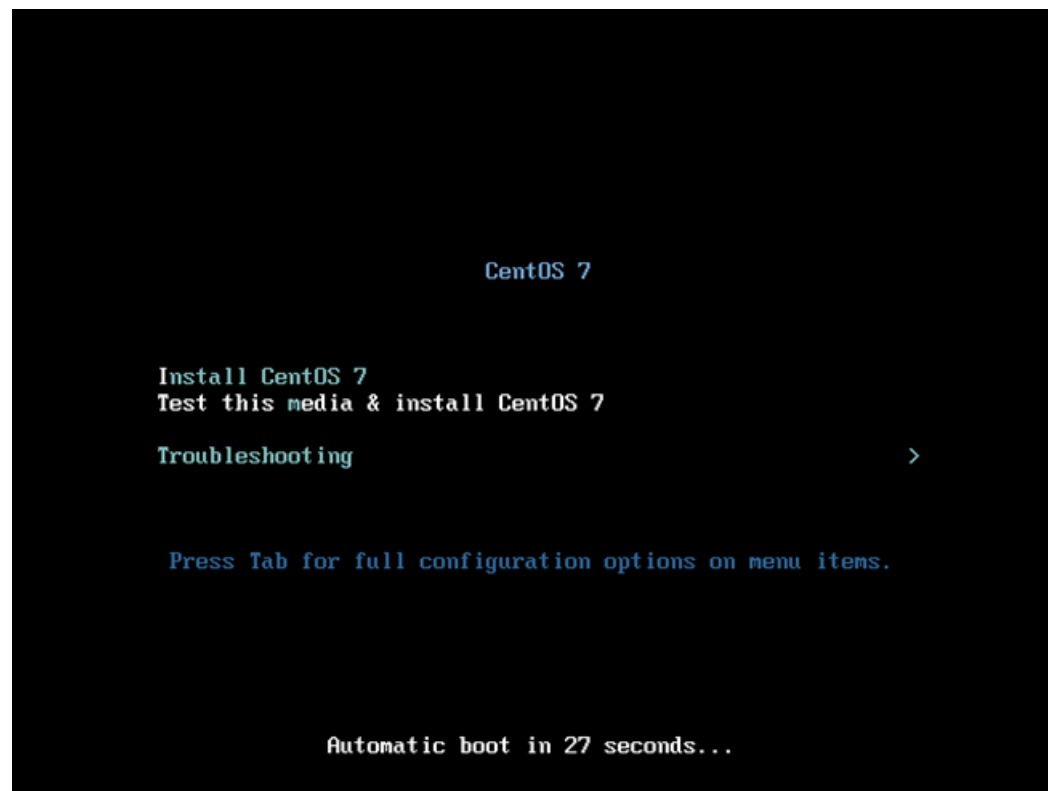 CentOS 7
Install CentOS 7
Test this media & install CentOS 7
Troubleshooting >
Press Tab for full configuration options on menu items.
Automatic boot in 27 seconds...